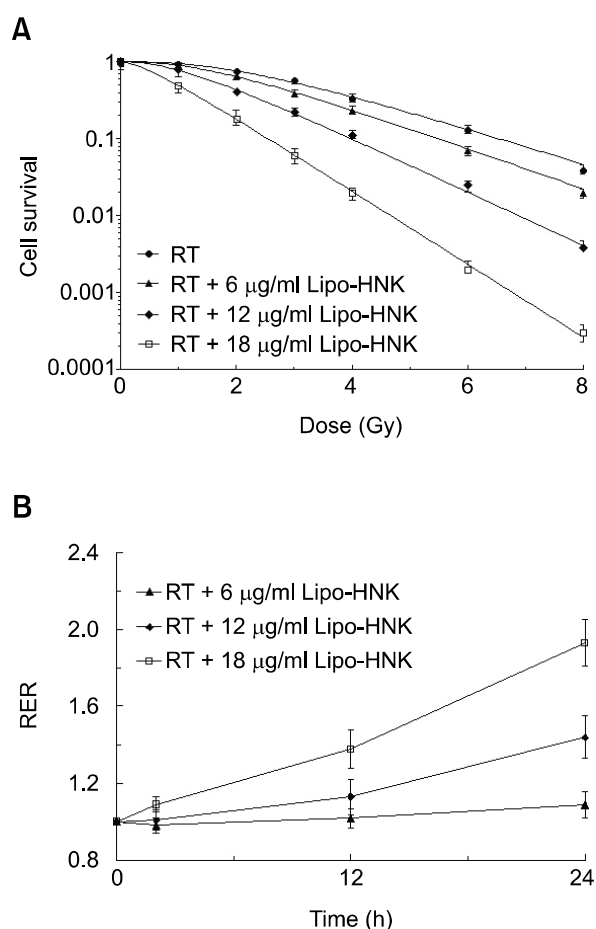 A
1
0.1
0.01
0.001
0.0001
Cell survival
RT
RT + 6 μg/ml Lipo-HNK
RT + 12 μg/ml Lipo-HNK
RT + 18 μg/ml Lipo-HNK
0 2 4 6 8
Dose (Gy)
B
2.4
2.0
1.6
1.2
0.8
RER
RT + 6 μg/ml Lipo-HNK
RT + 12 μg/ml Lipo-HNK
RT + 18 μg/ml Lipo-HNK
0 12 24
Time (h)